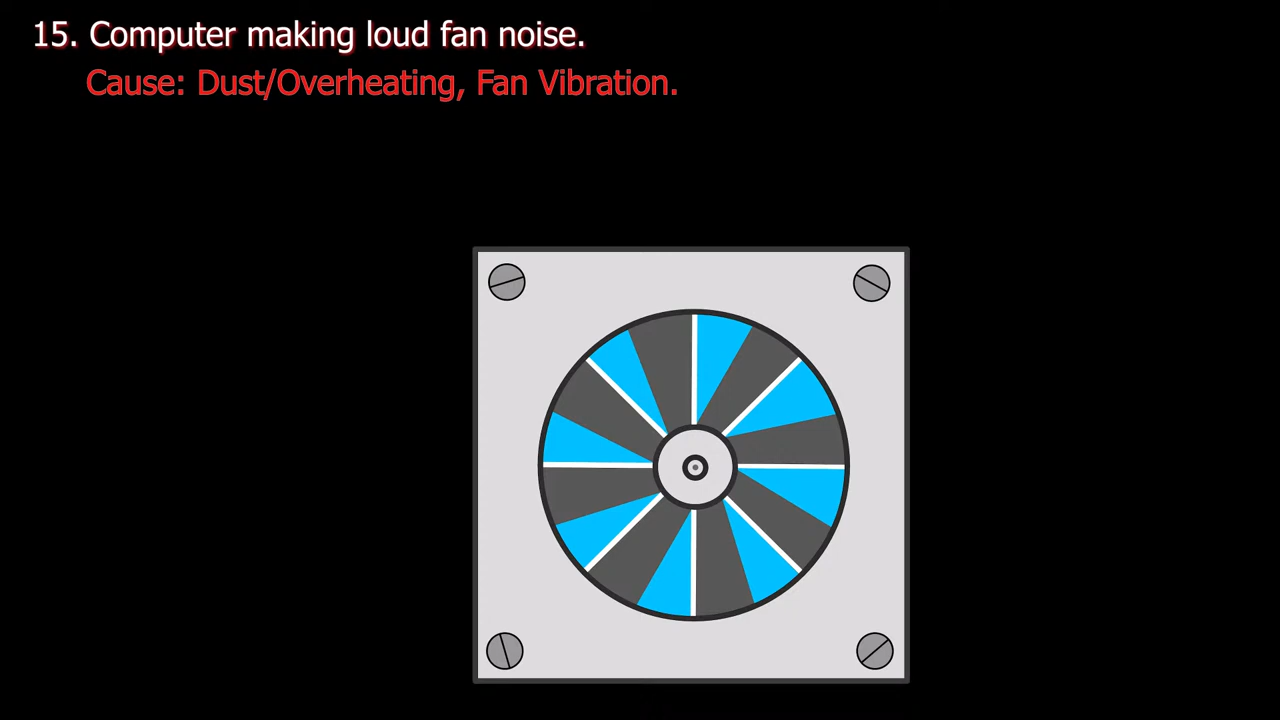 15. Computer making loud fan noise.
Cause: Dust/Overheating, Fan Vibration.